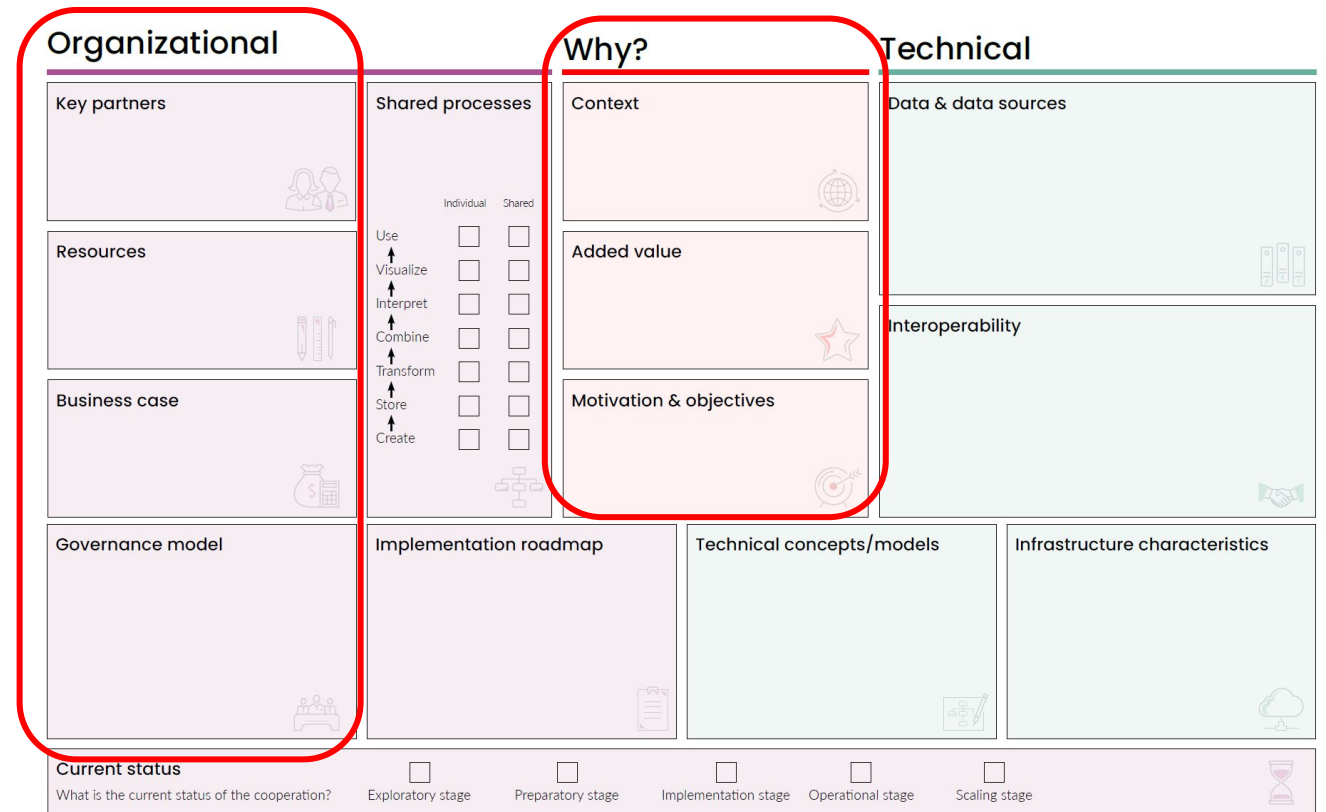 Organizational
Why?
Technical
Key partners
Shared processes
Context
Data & data sources
Individual Shared
Use
Visualize
Interpret
Combine
Transform
Store
Create
Resources
Added value
Interoperability
Business case
Motivation & objectives
Governance model
Implementation roadmap
Technical concepts/models
Infrastructure characteristics
Current status
What is the current status of the cooperation?
Exploratory stage
Preparatory stage
Implementation stage
Operational stage
Scaling stage